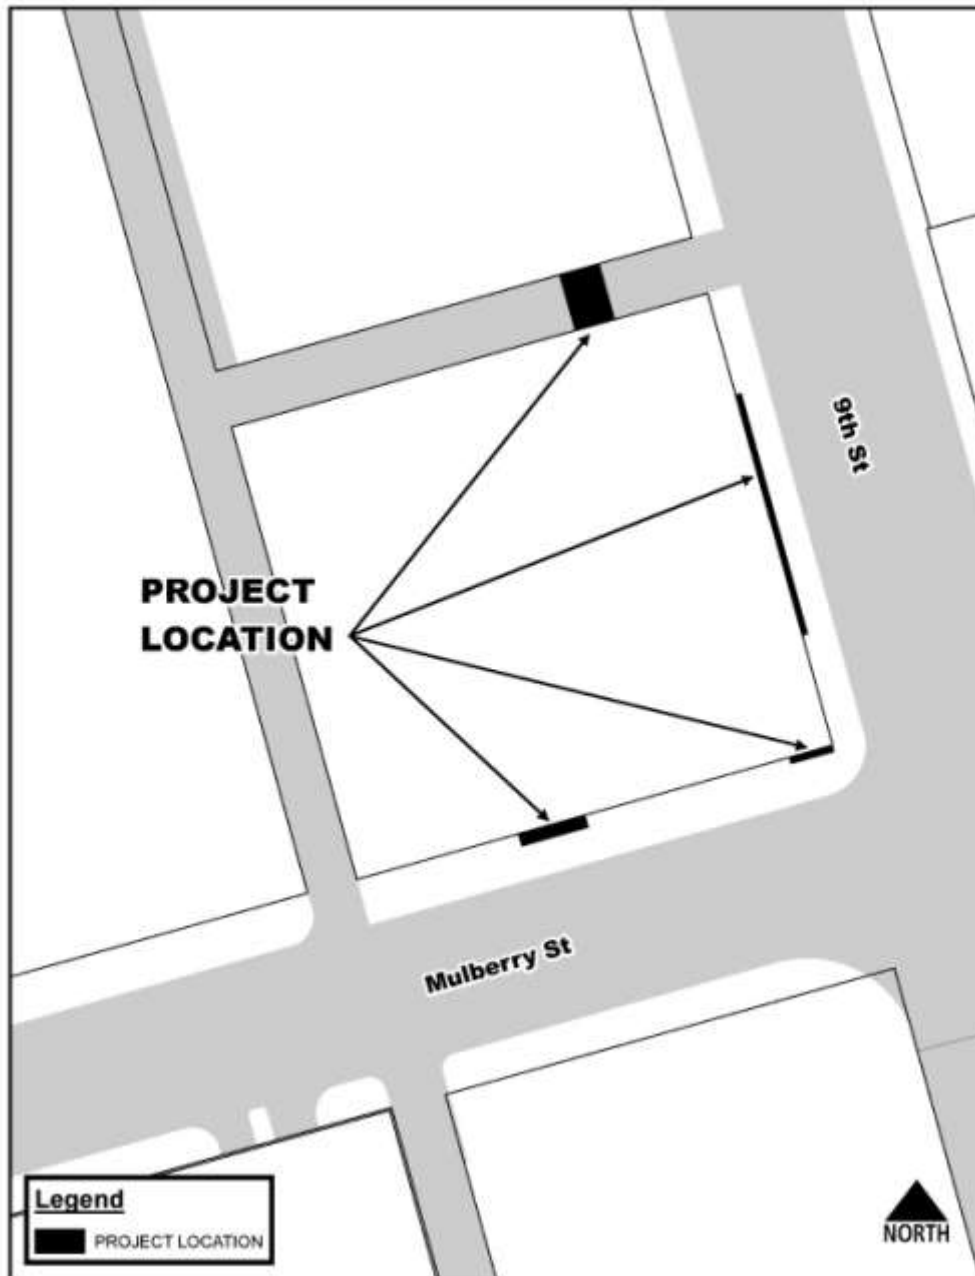 9th St
PROJECT
LOCATION
Mulberry St
Legend
PROJECT LOCATION
NORTH